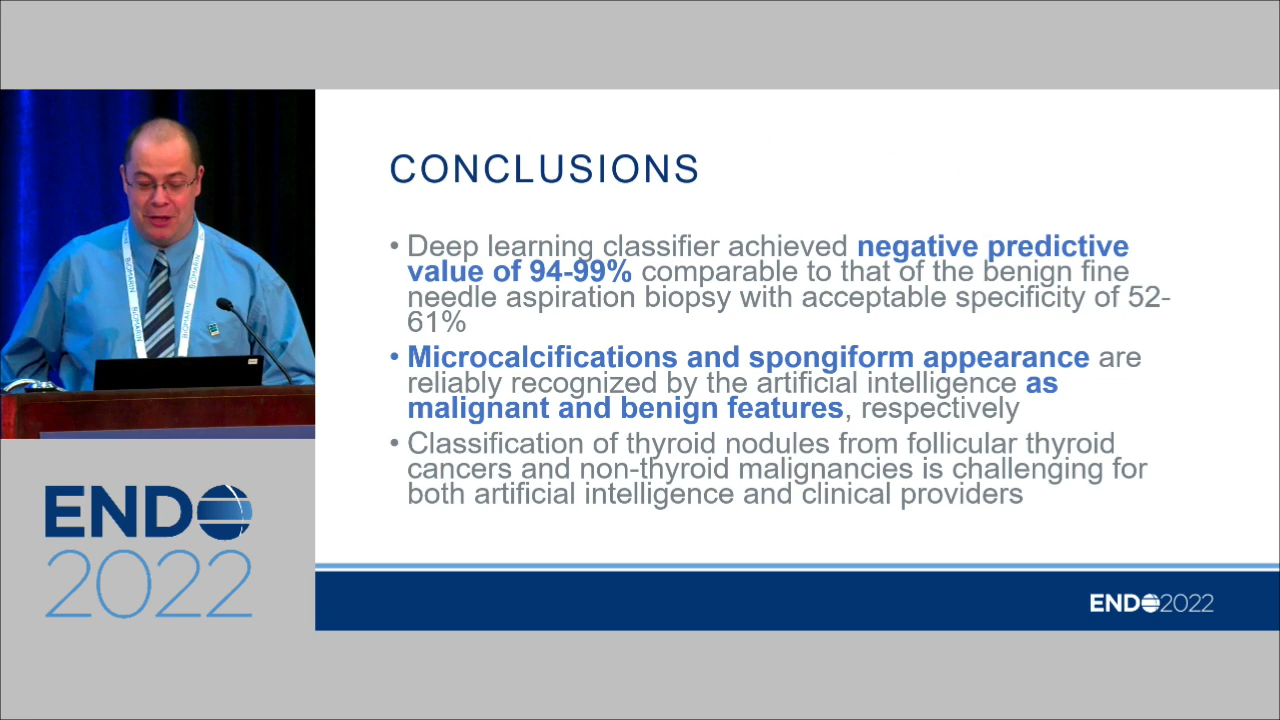 CONCLUSIONS
• Deep learning classifier achieved negative predictive
value of 94-99% comparable to that of the benign fine
needle aspiration biopsy with acceptable specificity of 52-
61%
• Microcalcifications and spongiform appearance are
reliably recognized by the artificial intelligence as
malignant and benign features, respectively
• Classification of thyroid nodules from follicular thyroid
cancers and non-thyroid malignancies is challenging for
both artificial intelligence and clinical providers
BIOMARIN
BIOMARIN
ENDO
2022
ENDO2022